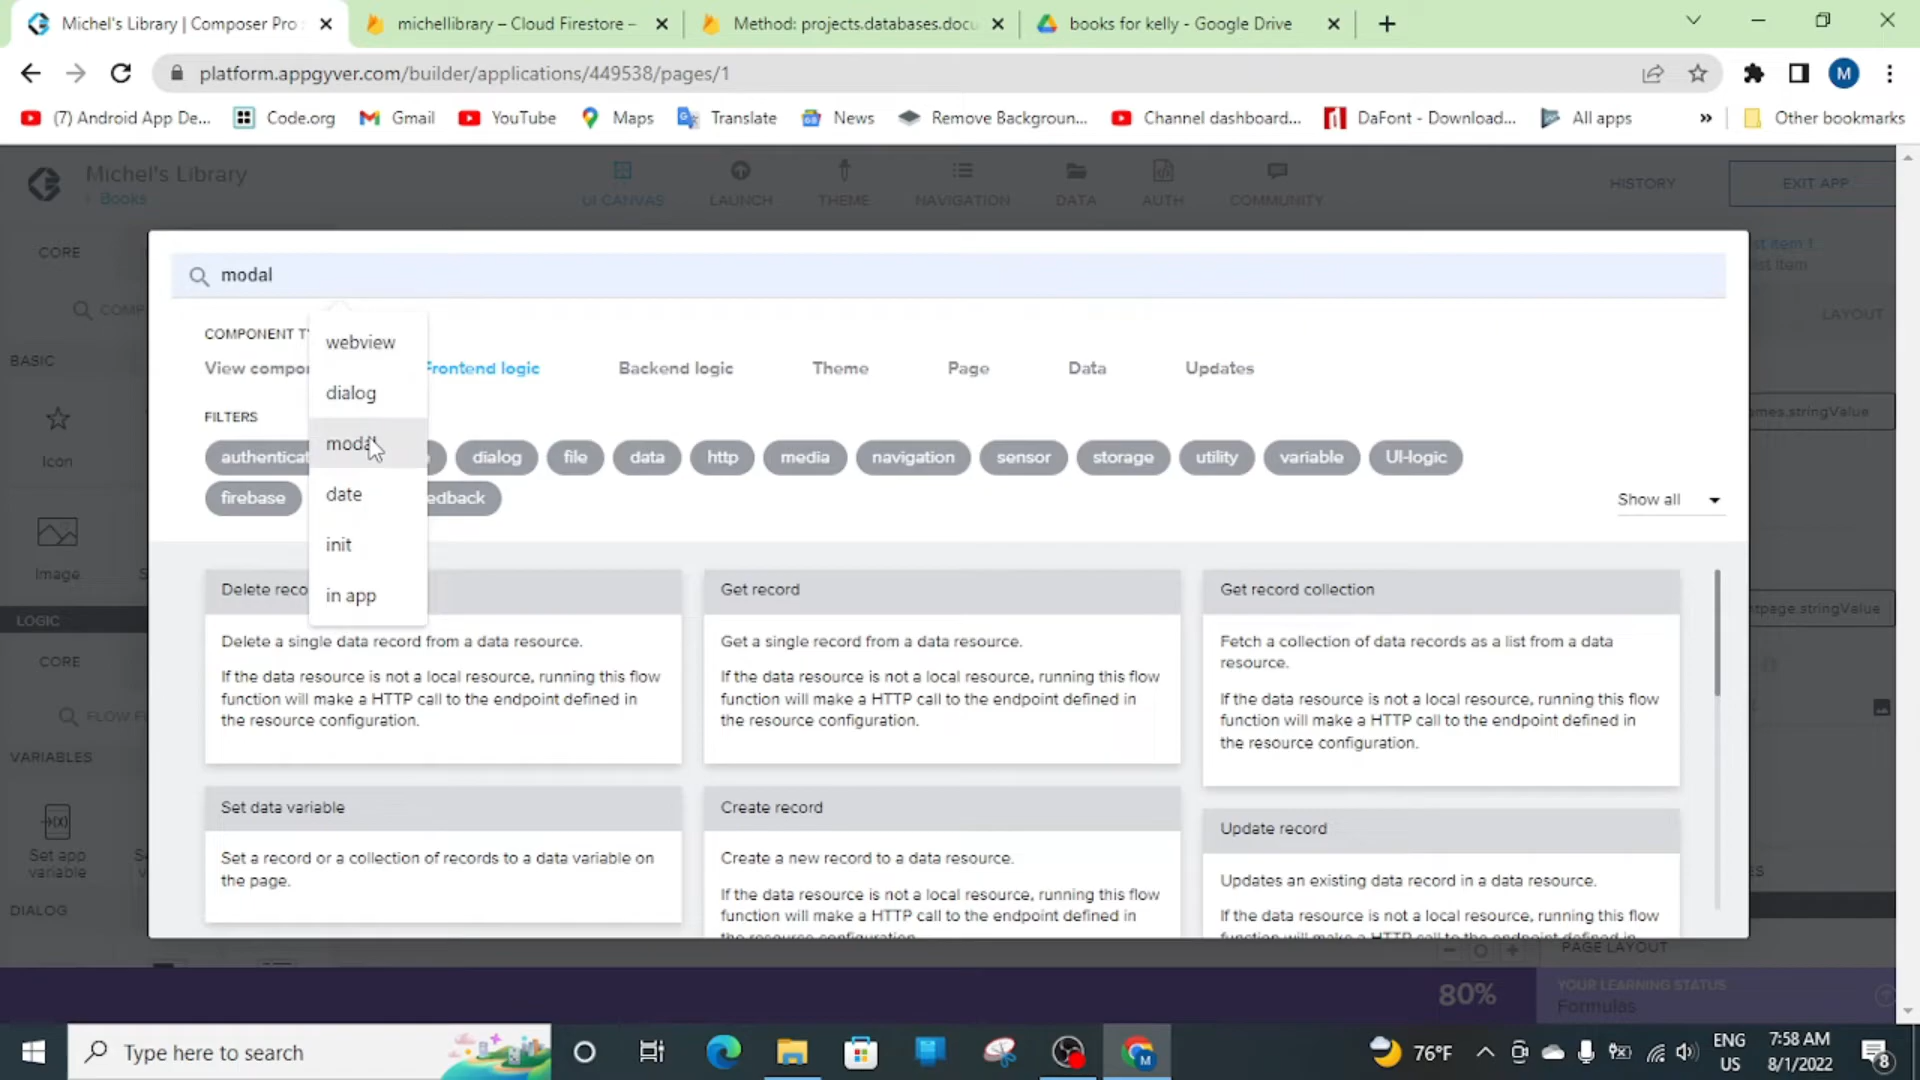 Michel's Library | Composer Pro
michellibrary – Cloud Firestore –
Method: projects.databases.docu
books for kelly - Google Drive
platform.appgyver.com/builder/applications/449538/pages/1
M
(7) Android App De...
Code.org
Gmail
YouTube
Maps
Translate
News
Remove Backgroun...
Channel dashboard...
DaFont - Download...
All apps
»
Other bookmarks
Michel's Library
‹ Books
UI CANVAS
LAUNCH
THEME
NAVIGATION
DATA
AUTH
COMMUNITY
HISTORY
EXIT APP
CORE
COMP
BASIC
Icon
Image
LOGIC
CORE
FLOW F
VARIABLES
Set app
variable
DIALOG
st item 1
list item
LAYOUT
mes.stringValue
tpage.stringValue
modal
COMPONENT T
View compo
Frontend logic
Backend logic
Theme
Page
Data
Updates
FILTERS
authenticat
dialog
file
data
http
media
navigation
sensor
storage
utility
variable
UI-logic
firebase
edback
Show all
webview
dialog
modal
date
init
in app
Delete reco
Delete a single data record from a data resource.
If the data resource is not a local resource, running this flow
function will make a HTTP call to the endpoint defined in
the resource configuration.
Get record
Get a single record from a data resource.
If the data resource is not a local resource, running this flow
function will make a HTTP call to the endpoint defined in
the resource configuration.
Get record collection
Fetch a collection of data records as a list from a data
resource.
If the data resource is not a local resource, running this flow
function will make a HTTP call to the endpoint defined in
the resource configuration.
Set data variable
Set a record or a collection of records to a data variable on
the page.
Create record
Create a new record to a data resource.
If the data resource is not a local resource, running this flow
function will make a HTTP call to the endpoint defined in
the resource configuration.
Update record
Updates an existing data record in a data resource.
If the data resource is not a local resource, running this flow
function will make a HTTP call to the endpoint defined in
PAGE LAYOUT
80%
YOUR LEARNING STATUS
Formulas
Type here to search
M
76°F
ENG
US
7:58 AM
8/1/2022
8